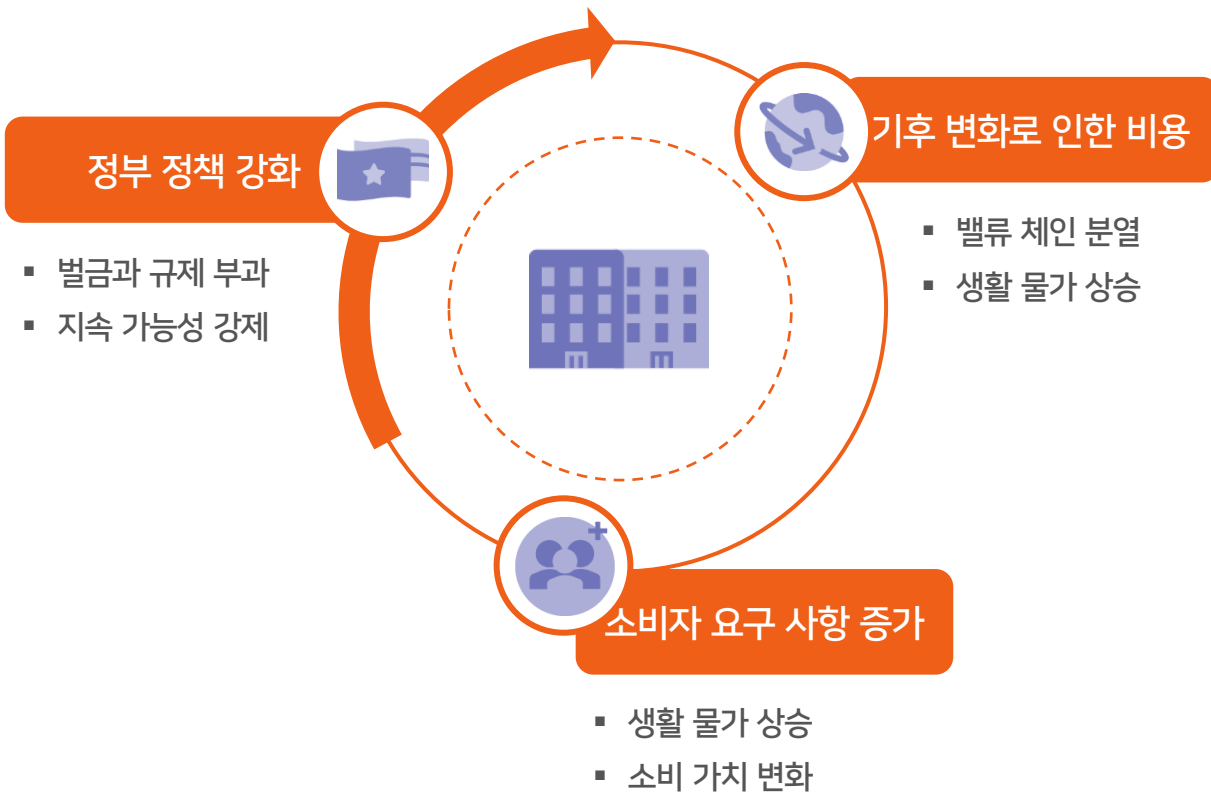 정부 정책 강화
▪ 벌금과 규제 부과
▪ 지속 가능성 강제
기후 변화로 인한 비용
▪ 밸류 체인 분열
▪ 생활 물가 상승
소비자 요구 사항 증가
▪ 생활 물가 상승
▪ 소비 가치 변화